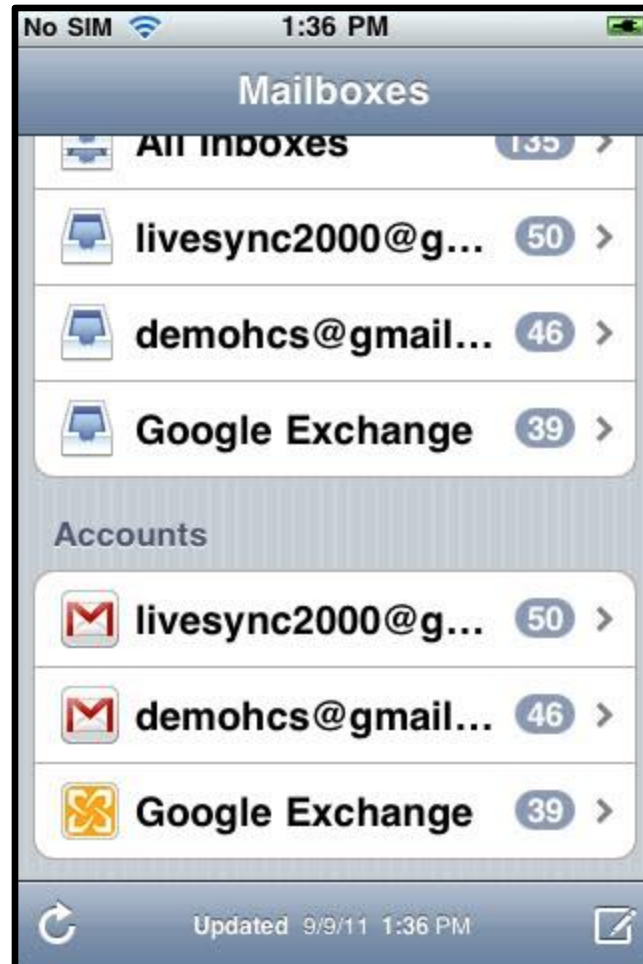 No SIM 1:36 PM
Mailboxes
All Inboxes 135
livesync2000@g... 50
demohcs@gmail... 46
Google Exchange 39
Accounts
livesync2000@g... 50
demohcs@gmail... 46
Google Exchange 39
Updated 9/9/11 1:36 PM